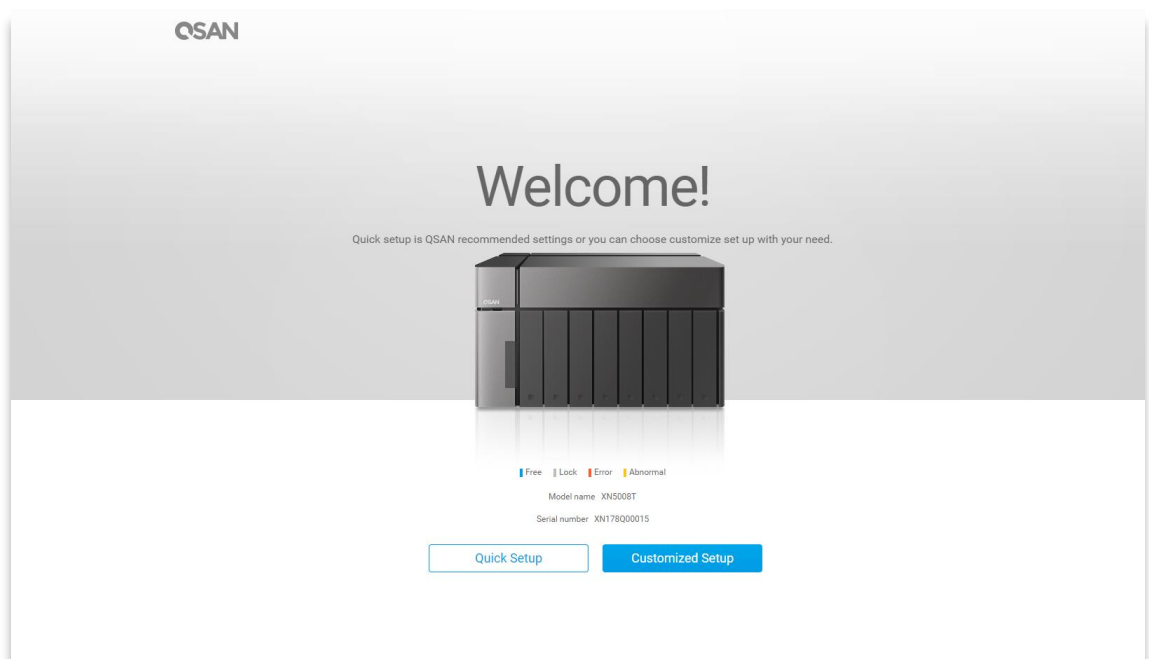 QSAN
Welcome!
Quick setup is QSAN recommended settings or you can choose customize set up with your need.
QSAN
Free Lock Error Abnormal
Model name XN5008T
Serial number XN178Q00015
Quick Setup Customized Setup